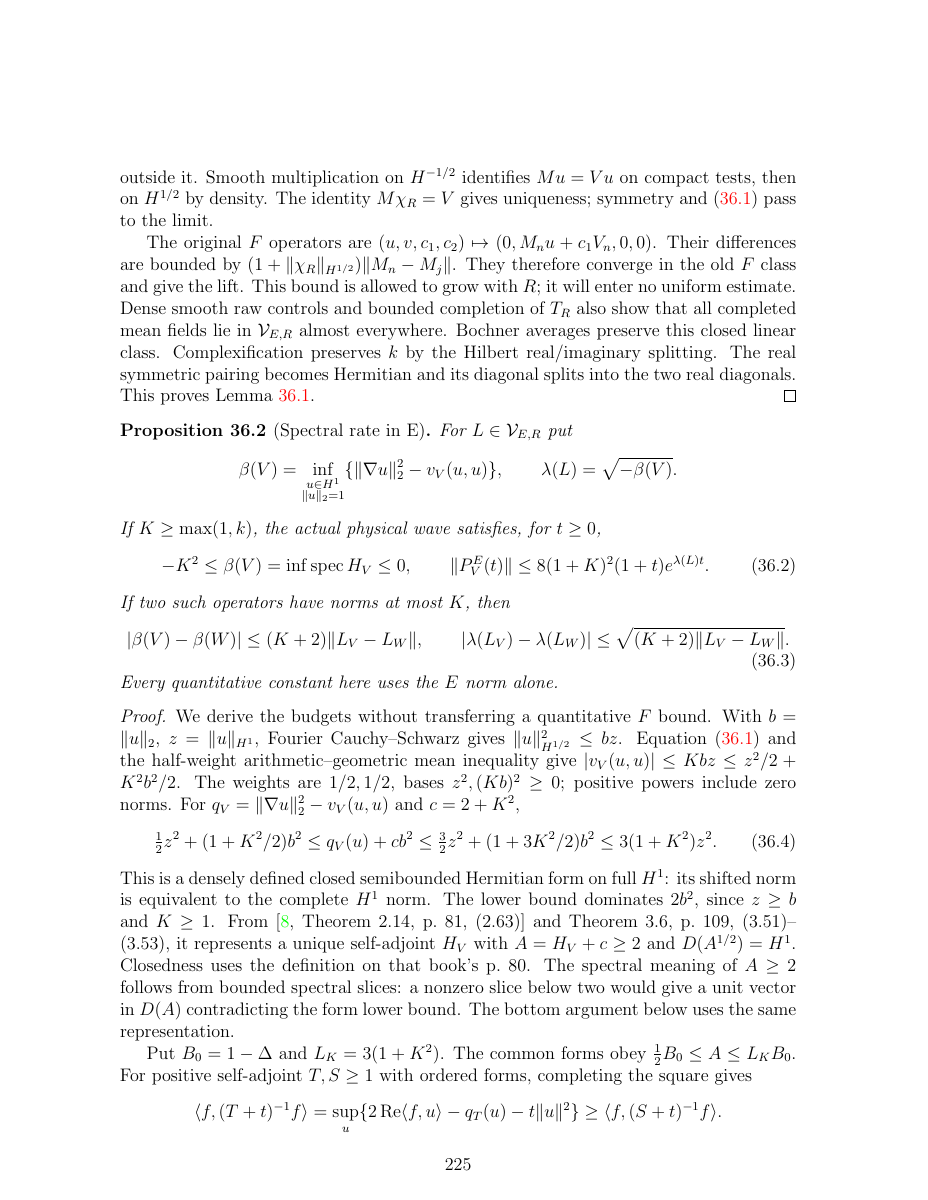 outside it. Smooth multiplication on H^{−1/2} identifies Mu = Vu on compact tests, then
on H^{1/2} by density. The identity Mχ_R = V gives uniqueness; symmetry and (36.1) pass
to the limit.
The original F operators are (u, v, c_1, c_2) ↦ (0, M_n u + c_1 V_n, 0, 0). Their differences
are bounded by (1 + ‖χ_R‖_{H^{1/2}})‖M_n − M_j‖. They therefore converge in the old F class
and give the lift. This bound is allowed to grow with R; it will enter no uniform estimate.
Dense smooth raw controls and bounded completion of T_R also show that all completed
mean fields lie in 𝒱_{E,R} almost everywhere. Bochner averages preserve this closed linear
class. Complexification preserves k by the Hilbert real/imaginary splitting. The real
symmetric pairing becomes Hermitian and its diagonal splits into the two real diagonals.
This proves Lemma 36.1. □
Proposition 36.2 (Spectral rate in E). For L ∈ 𝒱_{E,R} put
β(V) = inf_{u∈H^1, ‖u‖_2=1} {‖∇u‖_2^2 − v_V(u, u)}, λ(L) = √(−β(V)).
If K ≥ max(1, k), the actual physical wave satisfies, for t ≥ 0,
−K^2 ≤ β(V) = inf spec H_V ≤ 0, ‖P_V^E(t)‖ ≤ 8(1 + K)^2(1 + t)e^{λ(L)t}. (36.2)
If two such operators have norms at most K, then
|β(V) − β(W)| ≤ (K + 2)‖L_V − L_W‖, |λ(L_V) − λ(L_W)| ≤ √((K + 2)‖L_V − L_W‖).
(36.3)
Every quantitative constant here uses the E norm alone.
Proof. We derive the budgets without transferring a quantitative F bound. With b =
‖u‖_2, z = ‖u‖_{H^1}, Fourier Cauchy–Schwarz gives ‖u‖_{H^{1/2}}^2 ≤ bz. Equation (36.1) and
the half-weight arithmetic–geometric mean inequality give |v_V(u, u)| ≤ Kbz ≤ z^2/2 +
K^2b^2/2. The weights are 1/2, 1/2, bases z^2, (Kb)^2 ≥ 0; positive powers include zero
norms. For q_V = ‖∇u‖_2^2 − v_V(u, u) and c = 2 + K^2,
½z^2 + (1 + K^2/2)b^2 ≤ q_V(u) + cb^2 ≤ 3/2 z^2 + (1 + 3K^2/2)b^2 ≤ 3(1 + K^2)z^2. (36.4)
This is a densely defined closed semibounded Hermitian form on full H^1: its shifted norm
is equivalent to the complete H^1 norm. The lower bound dominates 2b^2, since z ≥ b
and K ≥ 1. From [8, Theorem 2.14, p. 81, (2.63)] and Theorem 3.6, p. 109, (3.51)–
(3.53), it represents a unique self-adjoint H_V with A = H_V + c ≥ 2 and D(A^{1/2}) = H^1.
Closedness uses the definition on that book's p. 80. The spectral meaning of A ≥ 2
follows from bounded spectral slices: a nonzero slice below two would give a unit vector
in D(A) contradicting the form lower bound. The bottom argument below uses the same
representation.
Put B_0 = 1 − Δ and L_K = 3(1 + K^2). The common forms obey ½B_0 ≤ A ≤ L_K B_0.
For positive self-adjoint T, S ≥ 1 with ordered forms, completing the square gives
⟨f, (T + t)^{−1}f⟩ = sup_u{2 Re⟨f, u⟩ − q_T(u) − t‖u‖^2} ≥ ⟨f, (S + t)^{−1}f⟩.
225